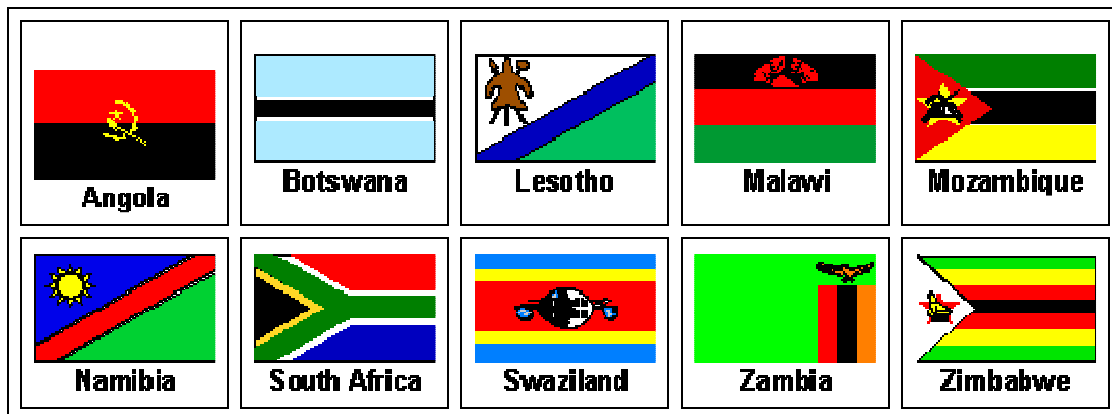 Angola
Botswana
Lesotho
Malawi
Mozambique
Namibia
South Africa
Swaziland
Zambia
Zimbabwe